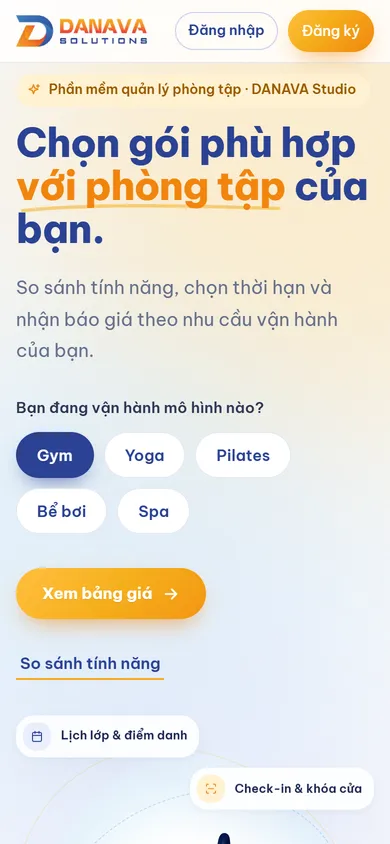 DANAVA
SOLUTIONS
Đăng nhập
Đăng ký
Phần mềm quản lý phòng tập · DANAVA Studio
Chọn gói phù hợp
với phòng tập của
bạn.
So sánh tính năng, chọn thời hạn và
nhận báo giá theo nhu cầu vận hành
của bạn.
Bạn đang vận hành mô hình nào?
Gym
Yoga
Pilates
Bể bơi
Spa
Xem bảng giá →
So sánh tính năng
Lịch lớp & điểm danh
Check-in & khóa cửa